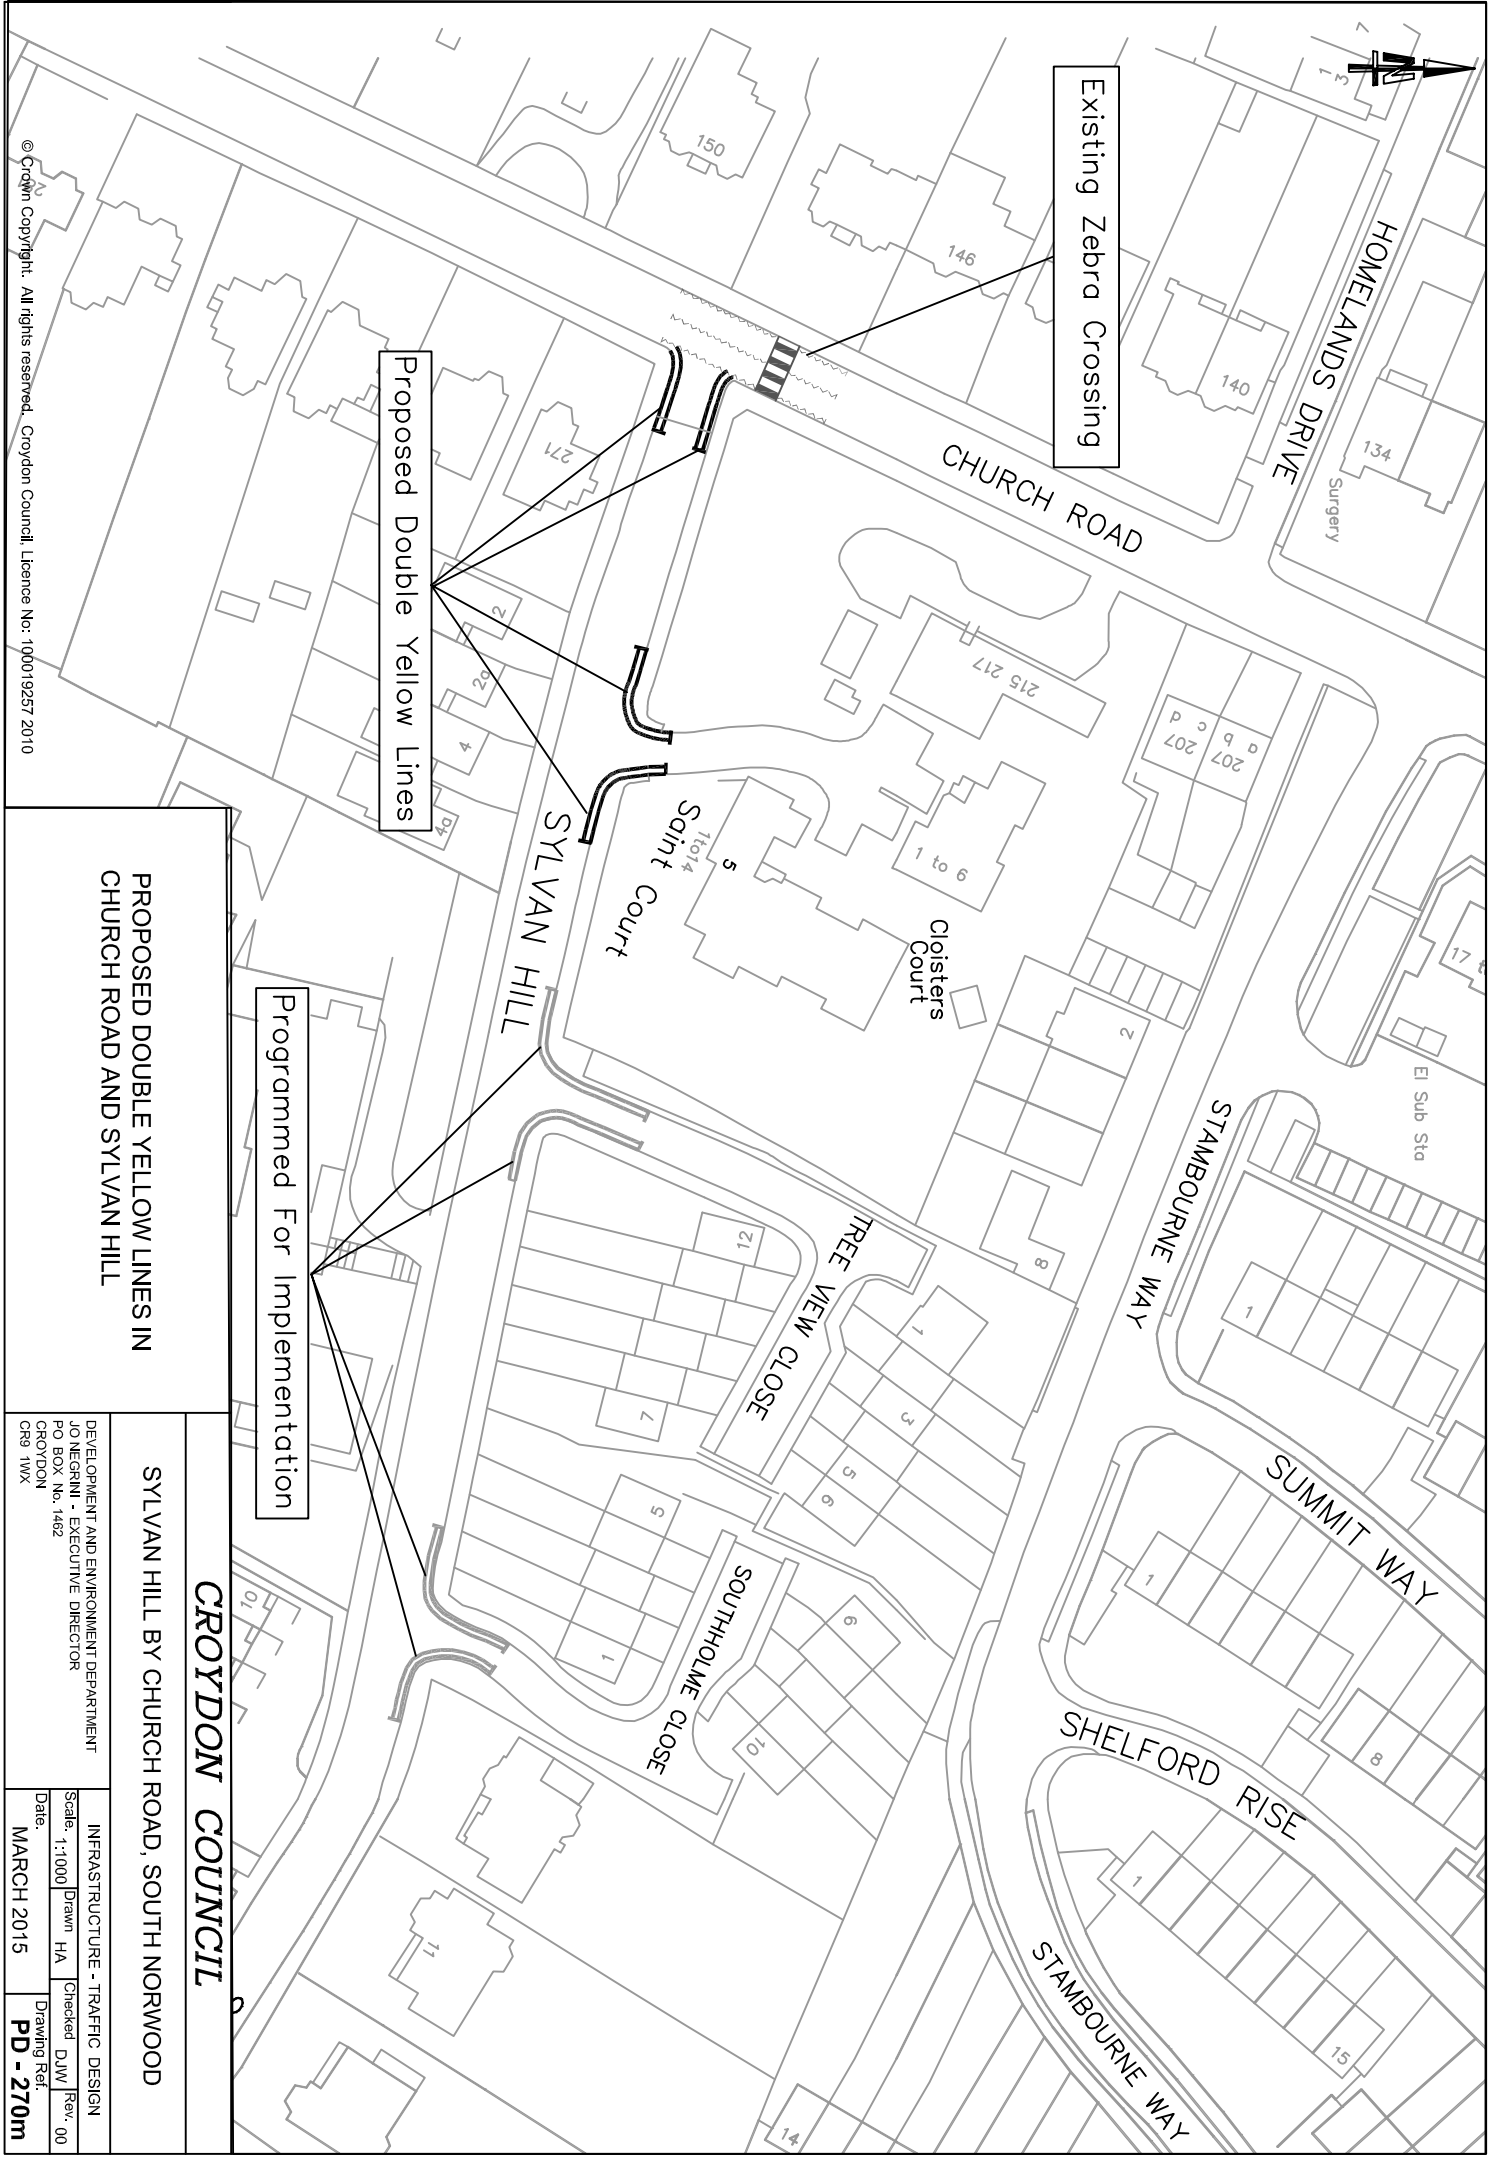 N
Existing Zebra Crossing
HOMELANDS DRIVE
CHURCH ROAD
Surgery
7
1
3
150
146
140
134
271
Proposed Double Yellow Lines
2
2a
4
4a
215 217
a b
207
c d
207
1 to 6
Cloisters
Court
5
1to14
Saint Court
SYLVAN HILL
17 t
El Sub Sta
STAMBOURNE WAY
2
8
1
Programmed For Implementation
TREE VIEW CLOSE
12
7
1
3
5
6
SUMMIT WAY
5
1
SOUTHHOLME CLOSE
9
10
1
8
SHELFORD RISE
1
15
STAMBOURNE WAY
14
10
11
© Crown Copyright. All rights reserved. Croydon Council, Licence No: 100019257 2010
PROPOSED DOUBLE YELLOW LINES IN
CHURCH ROAD AND SYLVAN HILL
CROYDON COUNCIL
SYLVAN HILL BY CHURCH ROAD, SOUTH NORWOOD
DEVELOPMENT AND ENVIRONMENT DEPARTMENT
JO NEGRINI - EXECUTIVE DIRECTOR
PO BOX No. 1462
CROYDON
CR9 1WX
INFRASTRUCTURE - TRAFFIC DESIGN
Scale. 1:1000 Drawn HA Checked DJW Rev. 00
Date.
MARCH 2015
Drawing Ref.
PD - 270m